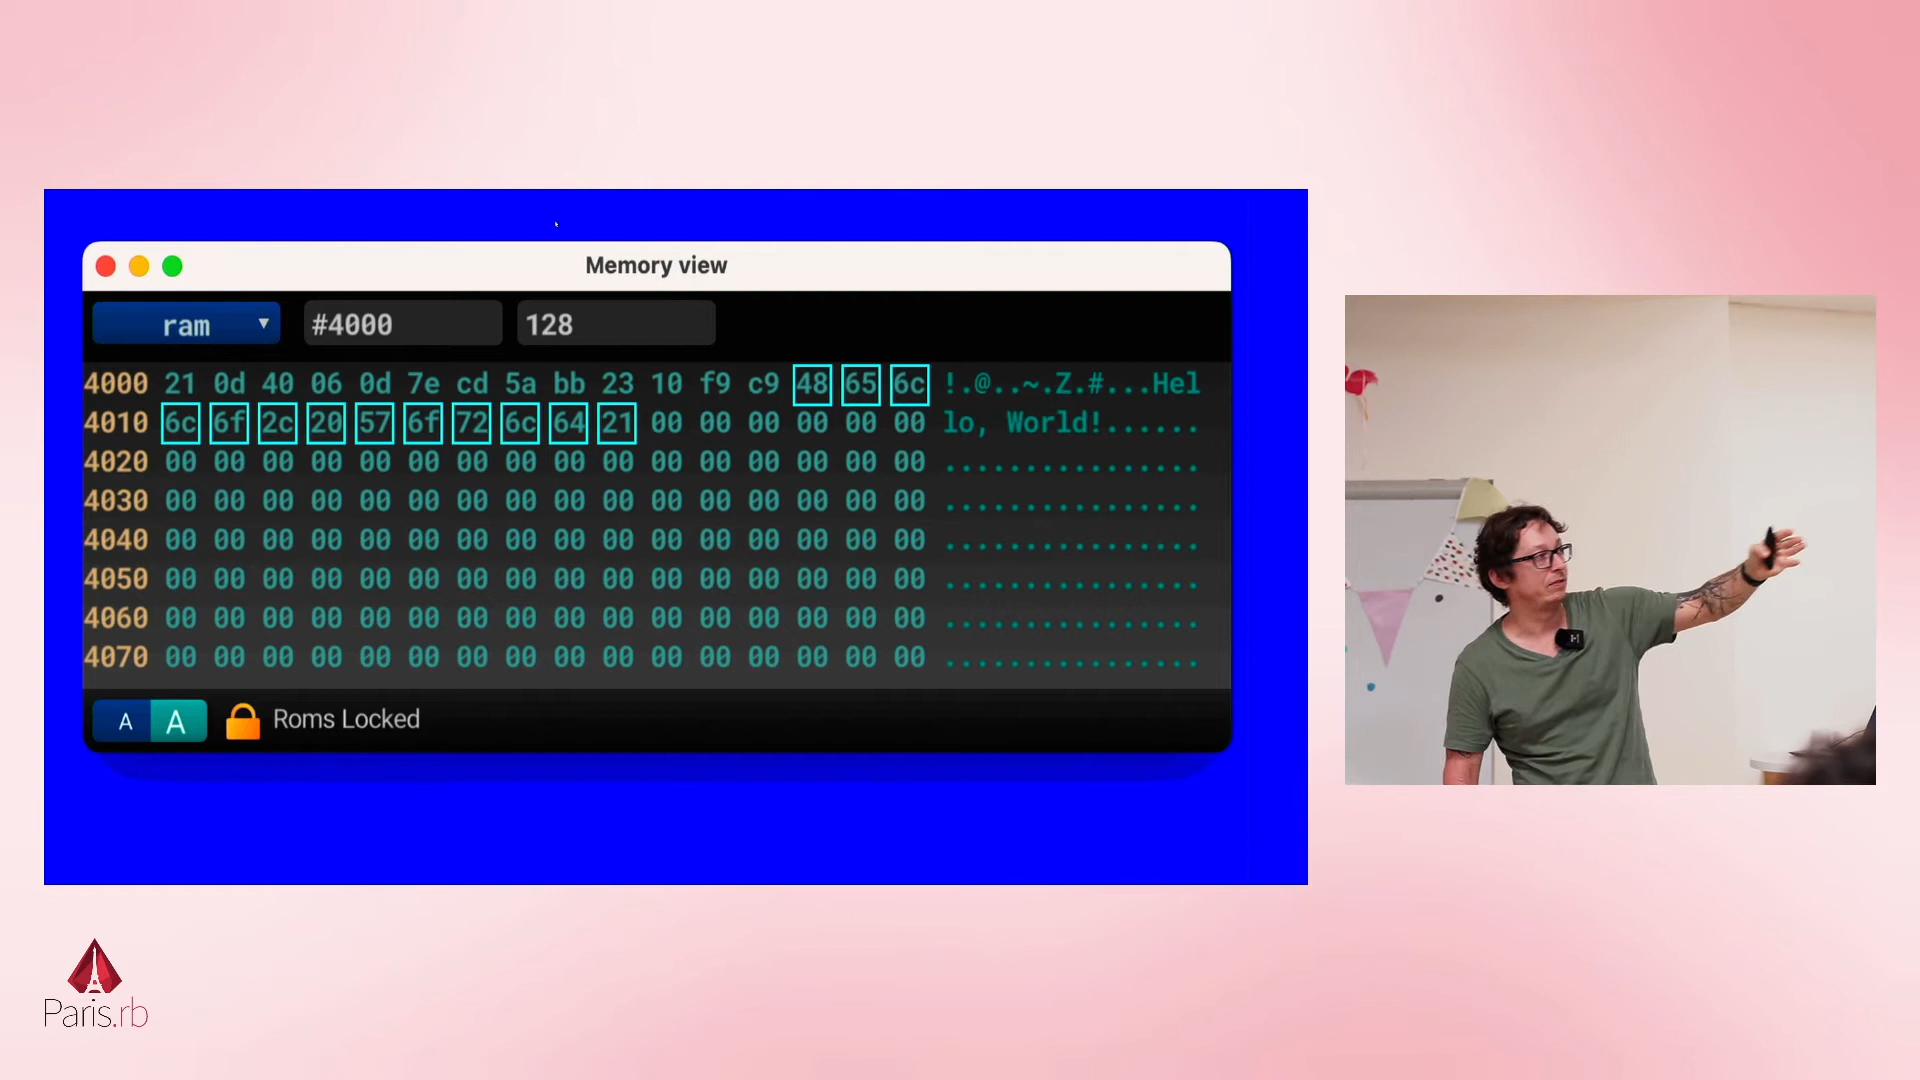 Memory view
ram ▼ #4000 128
4000 21 0d 40 06 0d 7e cd 5a bb 23 10 f9 c9 48 65 6c !.@..~.Z.#...Hel
4010 6c 6f 2c 20 57 6f 72 6c 64 21 00 00 00 00 00 00 lo, World!......
4020 00 00 00 00 00 00 00 00 00 00 00 00 00 00 00 00 ................
4030 00 00 00 00 00 00 00 00 00 00 00 00 00 00 00 00 ................
4040 00 00 00 00 00 00 00 00 00 00 00 00 00 00 00 00 ................
4050 00 00 00 00 00 00 00 00 00 00 00 00 00 00 00 00 ................
4060 00 00 00 00 00 00 00 00 00 00 00 00 00 00 00 00 ................
4070 00 00 00 00 00 00 00 00 00 00 00 00 00 00 00 00 ................
A A Roms Locked
Paris.rb